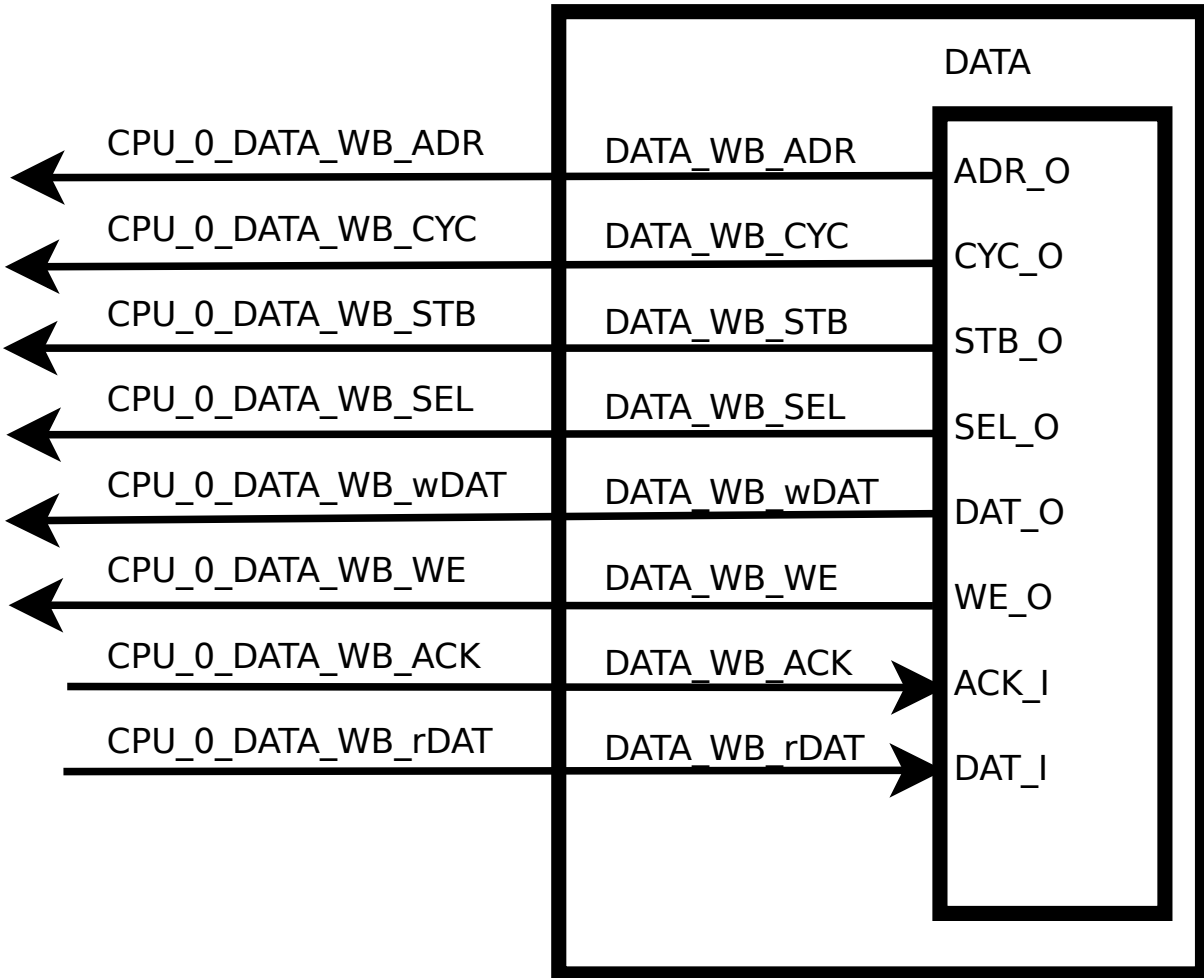 DATA
CPU_0_DATA_WB_ADR DATA_WB_ADR ADR_O
CPU_0_DATA_WB_CYC DATA_WB_CYC CYC_O
CPU_0_DATA_WB_STB DATA_WB_STB STB_O
CPU_0_DATA_WB_SEL DATA_WB_SEL SEL_O
CPU_0_DATA_WB_wDAT DATA_WB_wDAT DAT_O
CPU_0_DATA_WB_WE DATA_WB_WE WE_O
CPU_0_DATA_WB_ACK DATA_WB_ACK ACK_I
CPU_0_DATA_WB_rDAT DATA_WB_rDAT DAT_I